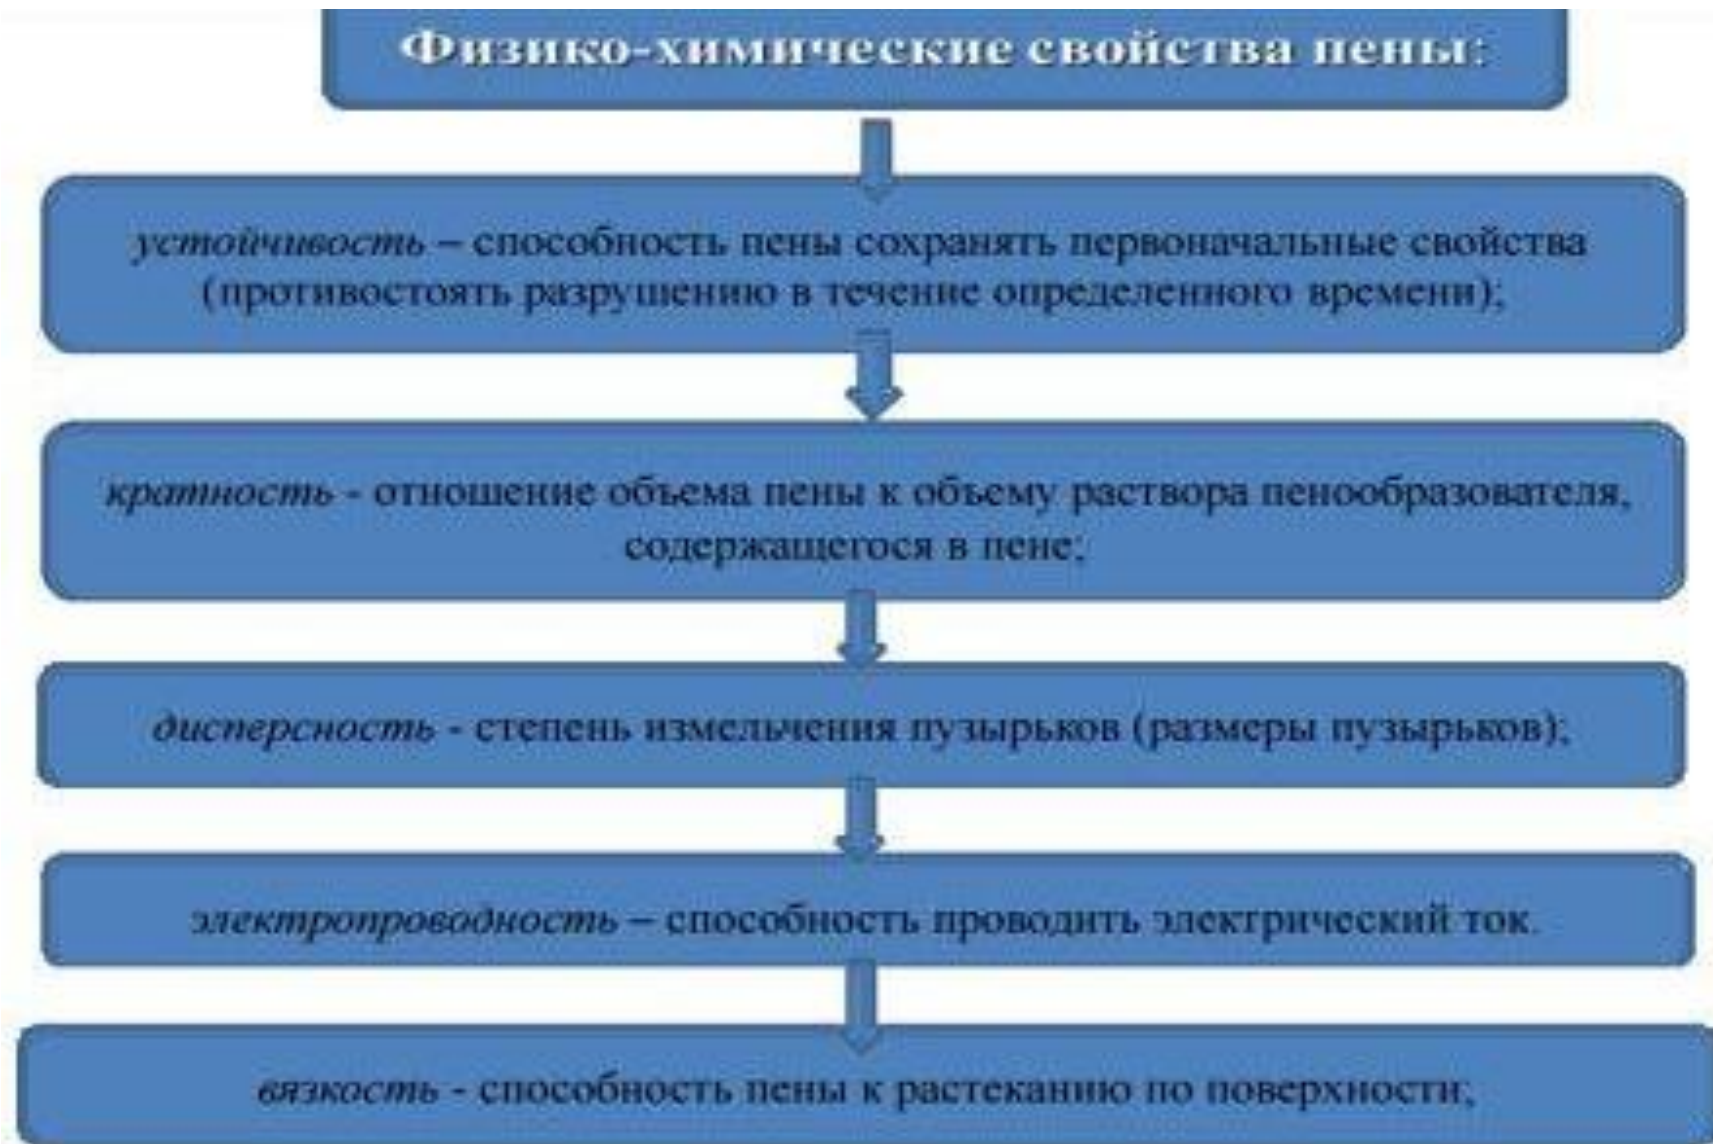 Физико-химические свойства пены:
устойчивость – способность пены сохранять первоначальные свойства
(противостоять разрушению в течение определенного времени);
кратность - отношение объема пены к объему раствора пенообразователя,
содержащегося в пене;
дисперсность - степень измельчения пузырьков (размеры пузырьков);
электропроводность – способность проводить электрический ток.
вязкость - способность пены к растеканию по поверхности;